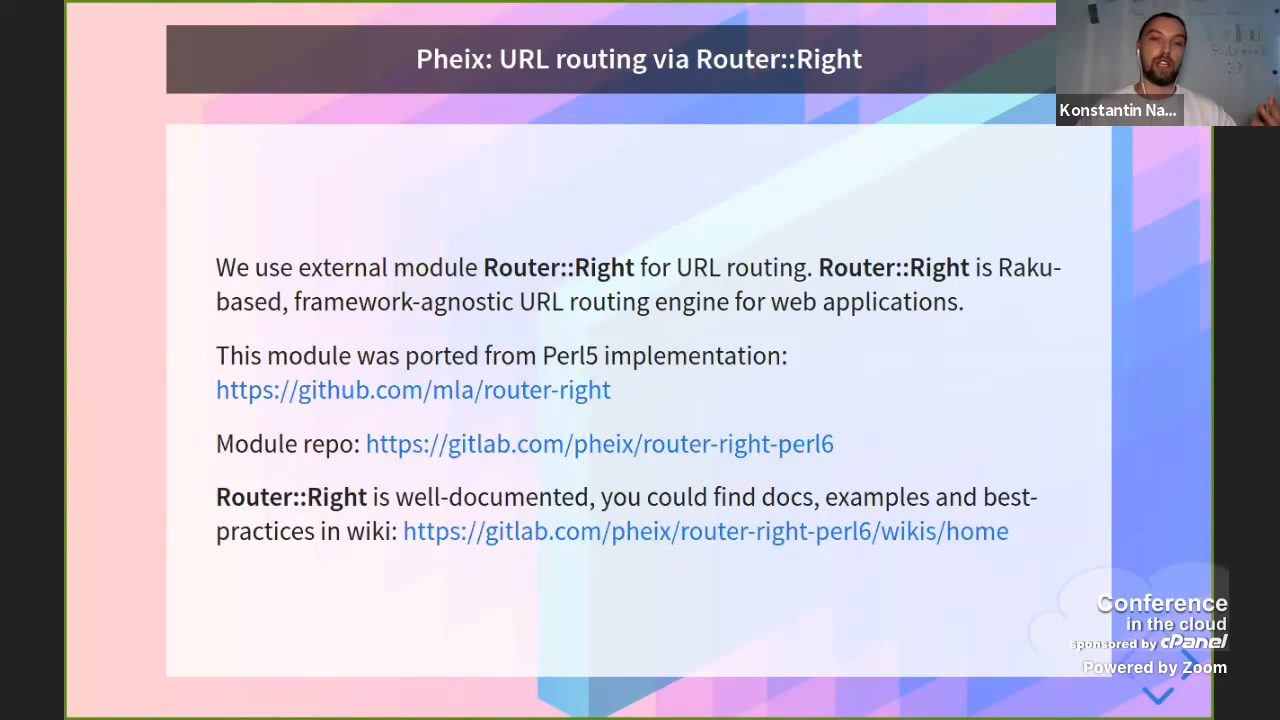 Pheix: URL routing via Router::Right
Konstantin Na...
We use external module Router::Right for URL routing. Router::Right is Raku-
based, framework-agnostic URL routing engine for web applications.
This module was ported from Perl5 implementation:
https://github.com/mla/router-right
Module repo: https://gitlab.com/pheix/router-right-perl6
Router::Right is well-documented, you could find docs, examples and best-
practices in wiki: https://gitlab.com/pheix/router-right-perl6/wikis/home
Conference
in the cloud
sponsored by cPanel
Powered by Zoom